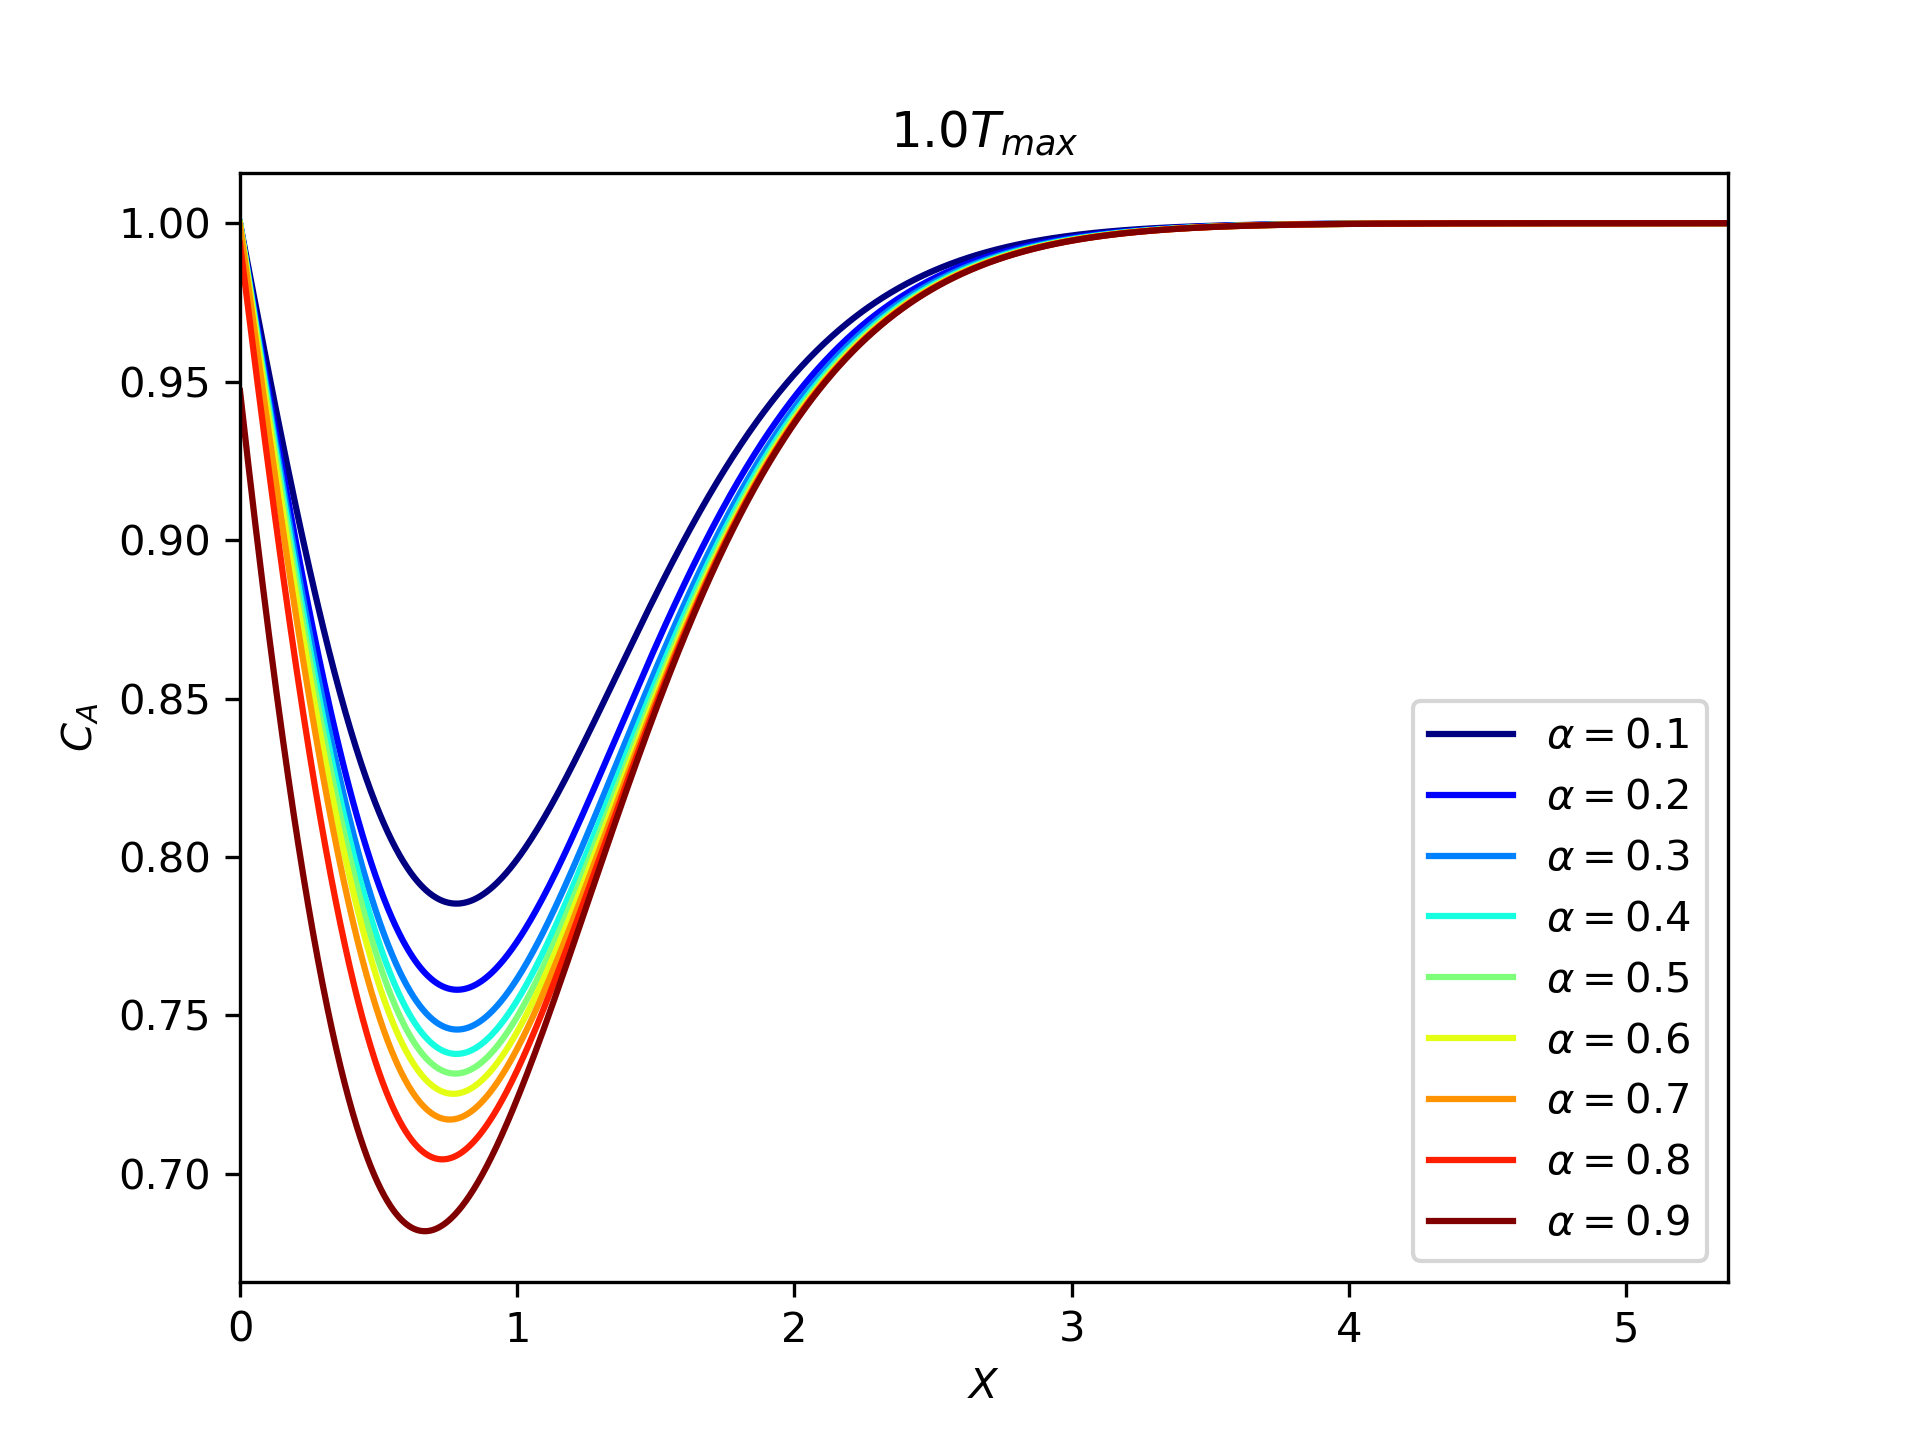 1.0T_max
1.00
0.95
0.90
0.85
0.80
0.75
0.70
C_A
0 1 2 3 4 5
X
α = 0.1
α = 0.2
α = 0.3
α = 0.4
α = 0.5
α = 0.6
α = 0.7
α = 0.8
α = 0.9